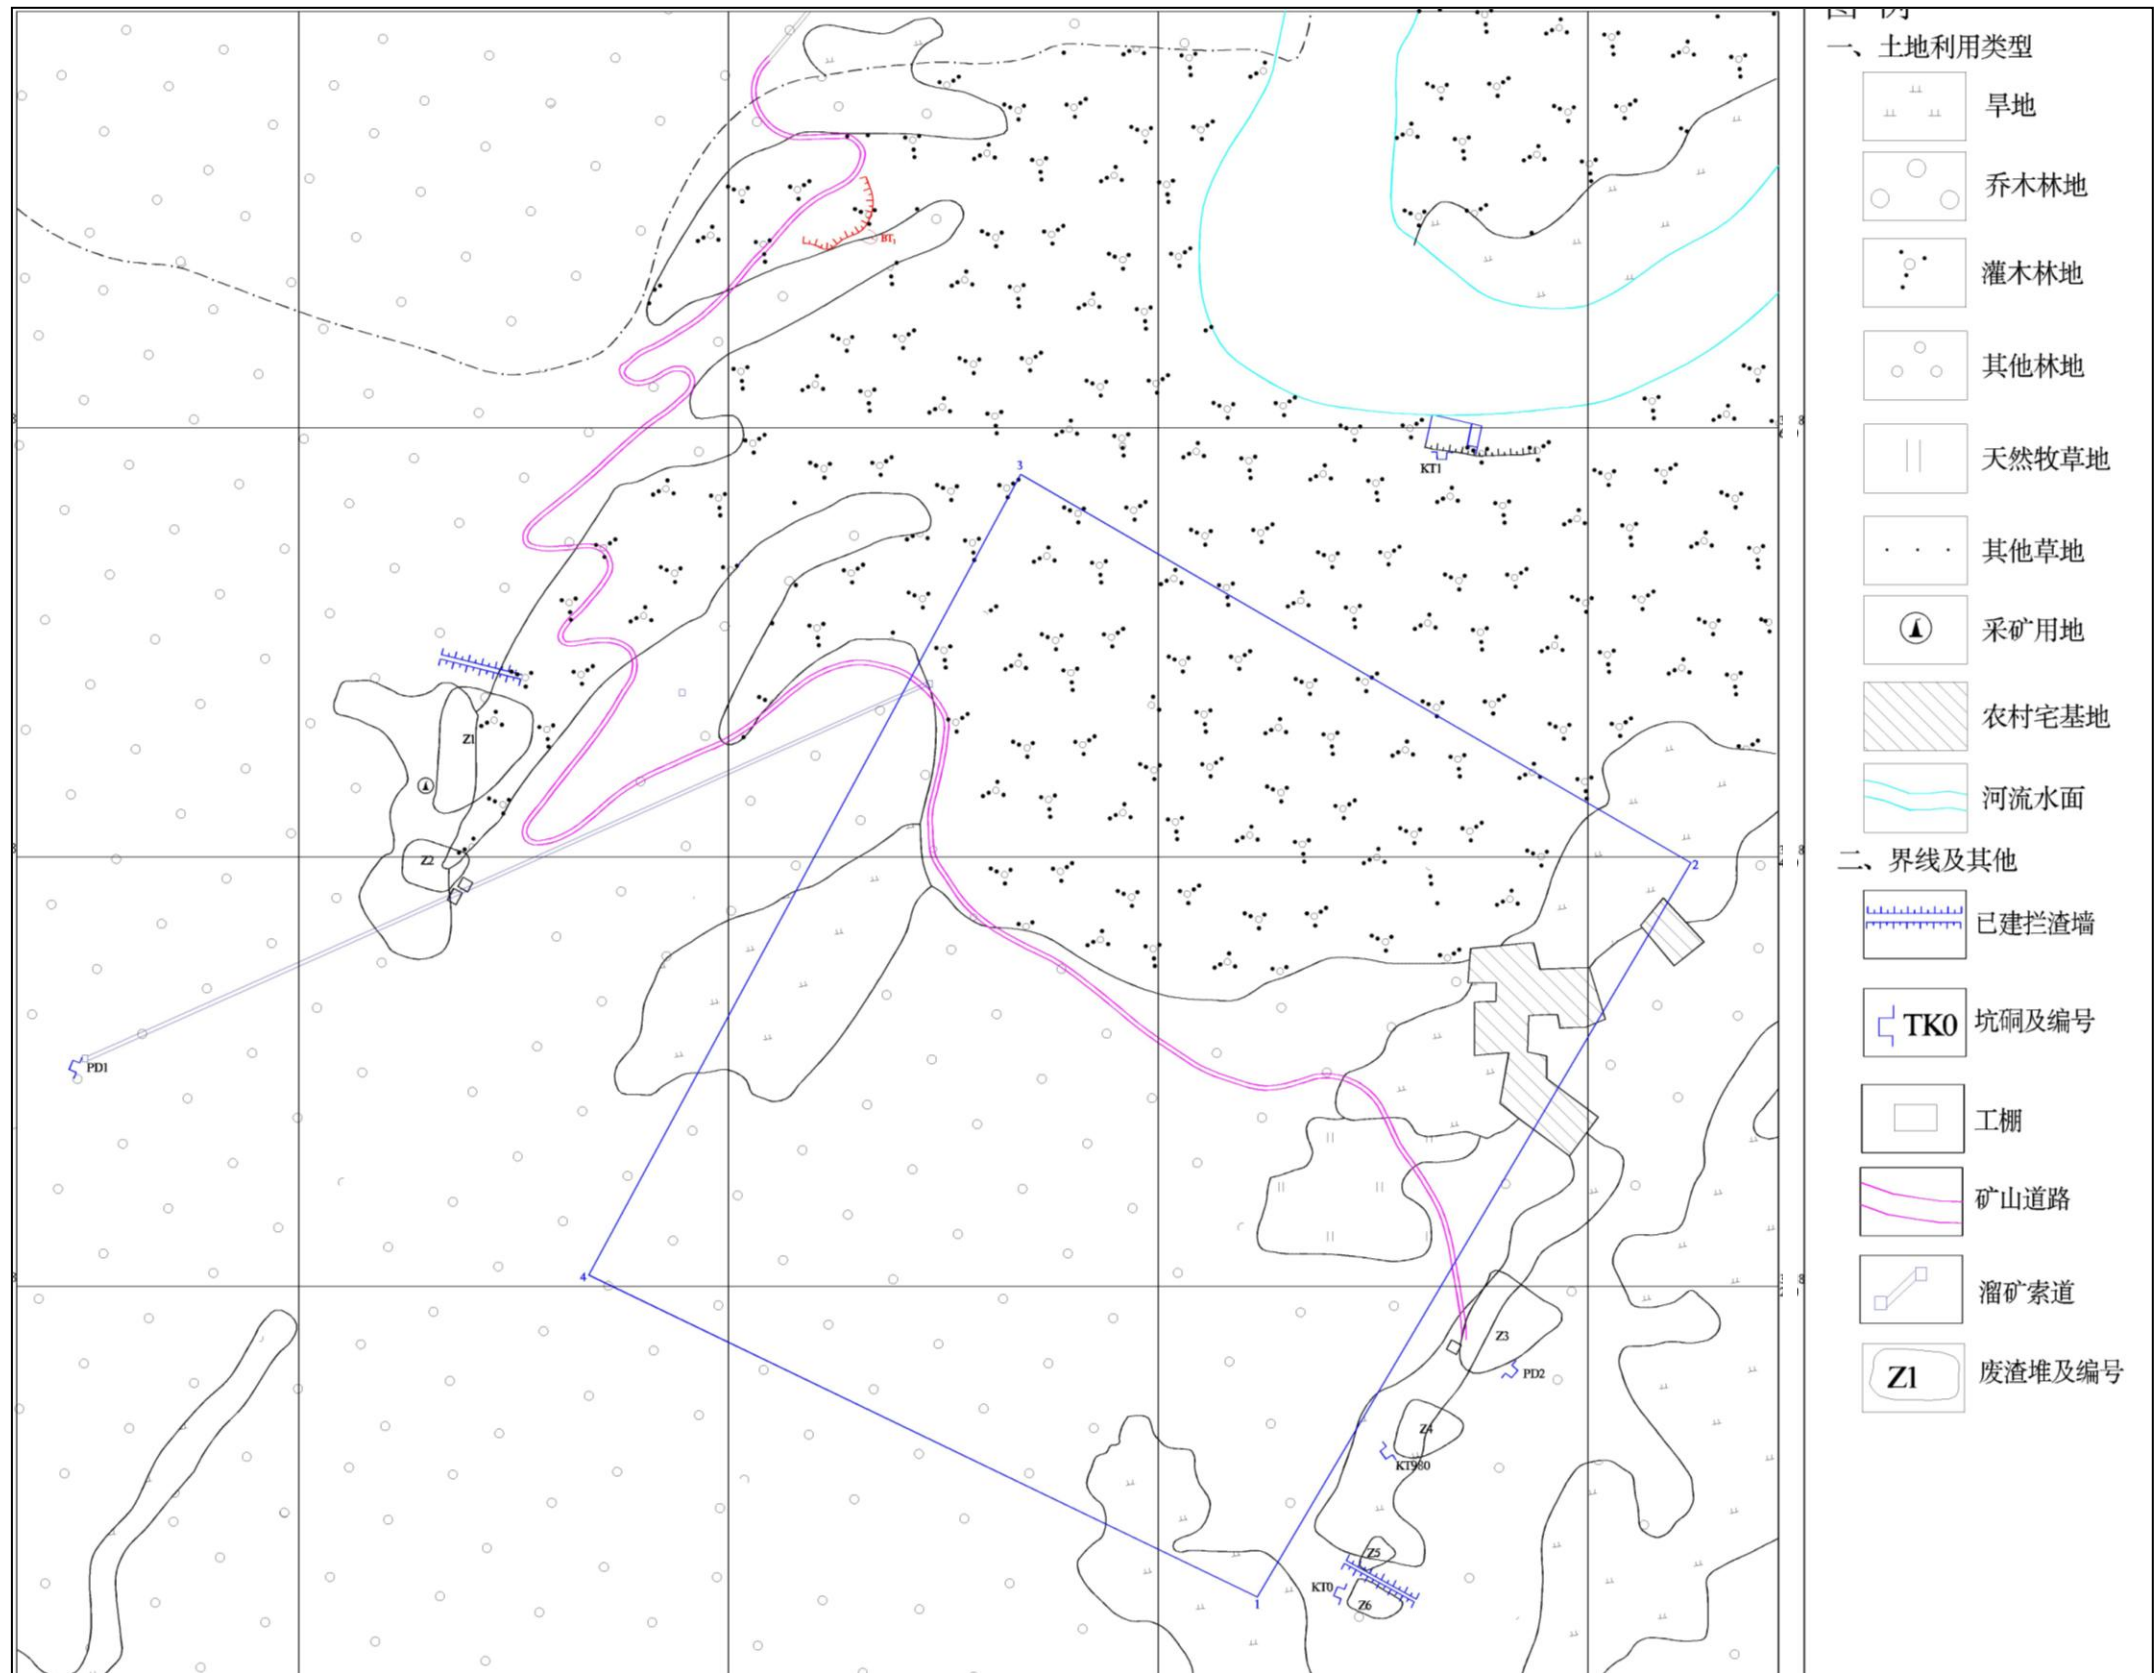 图 例
一、土地利用类型
旱地
乔木林地
灌木林地
其他林地
天然牧草地
其他草地
采矿用地
农村宅基地
河流水面
二、界线及其他
已建拦渣墙
TK0 坑硐及编号
工棚
矿山道路
溜矿索道
Z1 废渣堆及编号
BT1
3
KT1
Z1
2
Z2
PD1
4
Z3
PD2
Z4
KT980
Z5
KT0
Z6
1